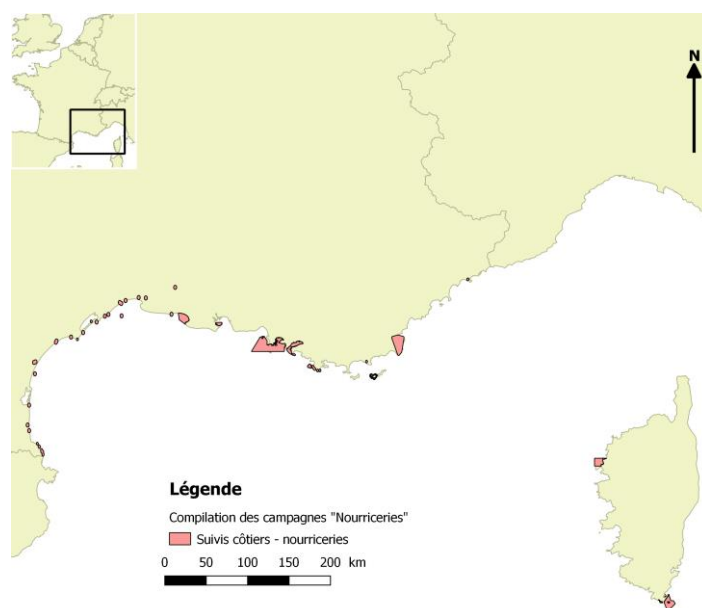 N
Légende
Compilation des campagnes "Nourriceries"
Suivis côtiers - nourriceries
0 50 100 150 200 km